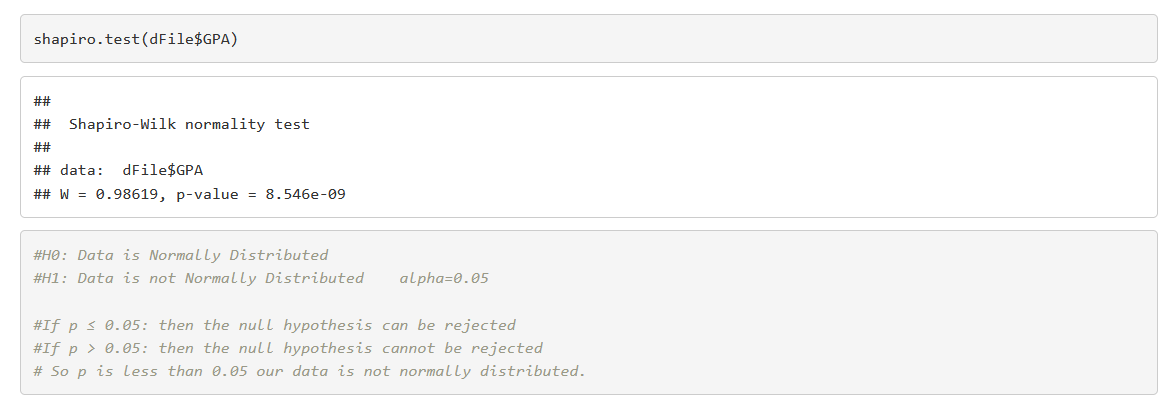 shapiro.test(dFile$GPA)
##
##  Shapiro-Wilk normality test
##
## data:  dFile$GPA
## W = 0.98619, p-value = 8.546e-09
#H0: Data is Normally Distributed
#H1: Data is not Normally Distributed    alpha=0.05
#If p ≤ 0.05: then the null hypothesis can be rejected
#If p > 0.05: then the null hypothesis cannot be rejected
# So p is less than 0.05 our data is not normally distributed.